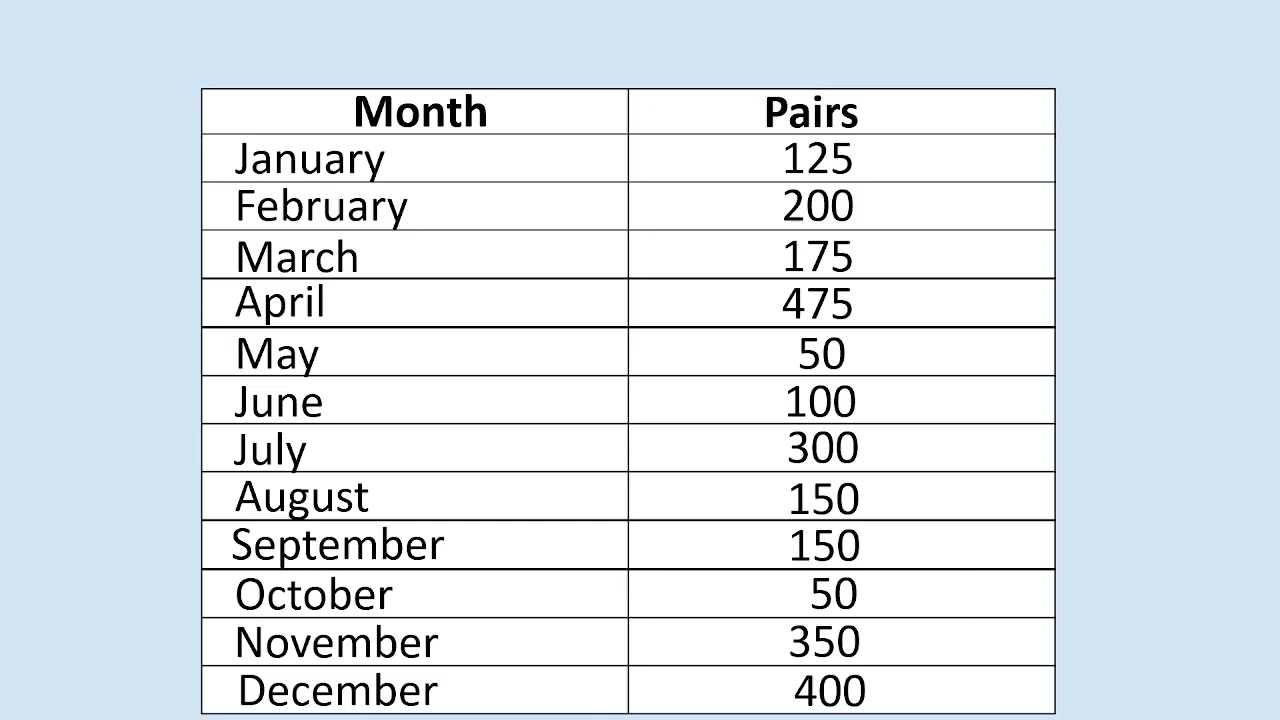 Month Pairs
January 125
February 200
March 175
April 475
May 50
June 100
July 300
August 150
September 150
October 50
November 350
December 400